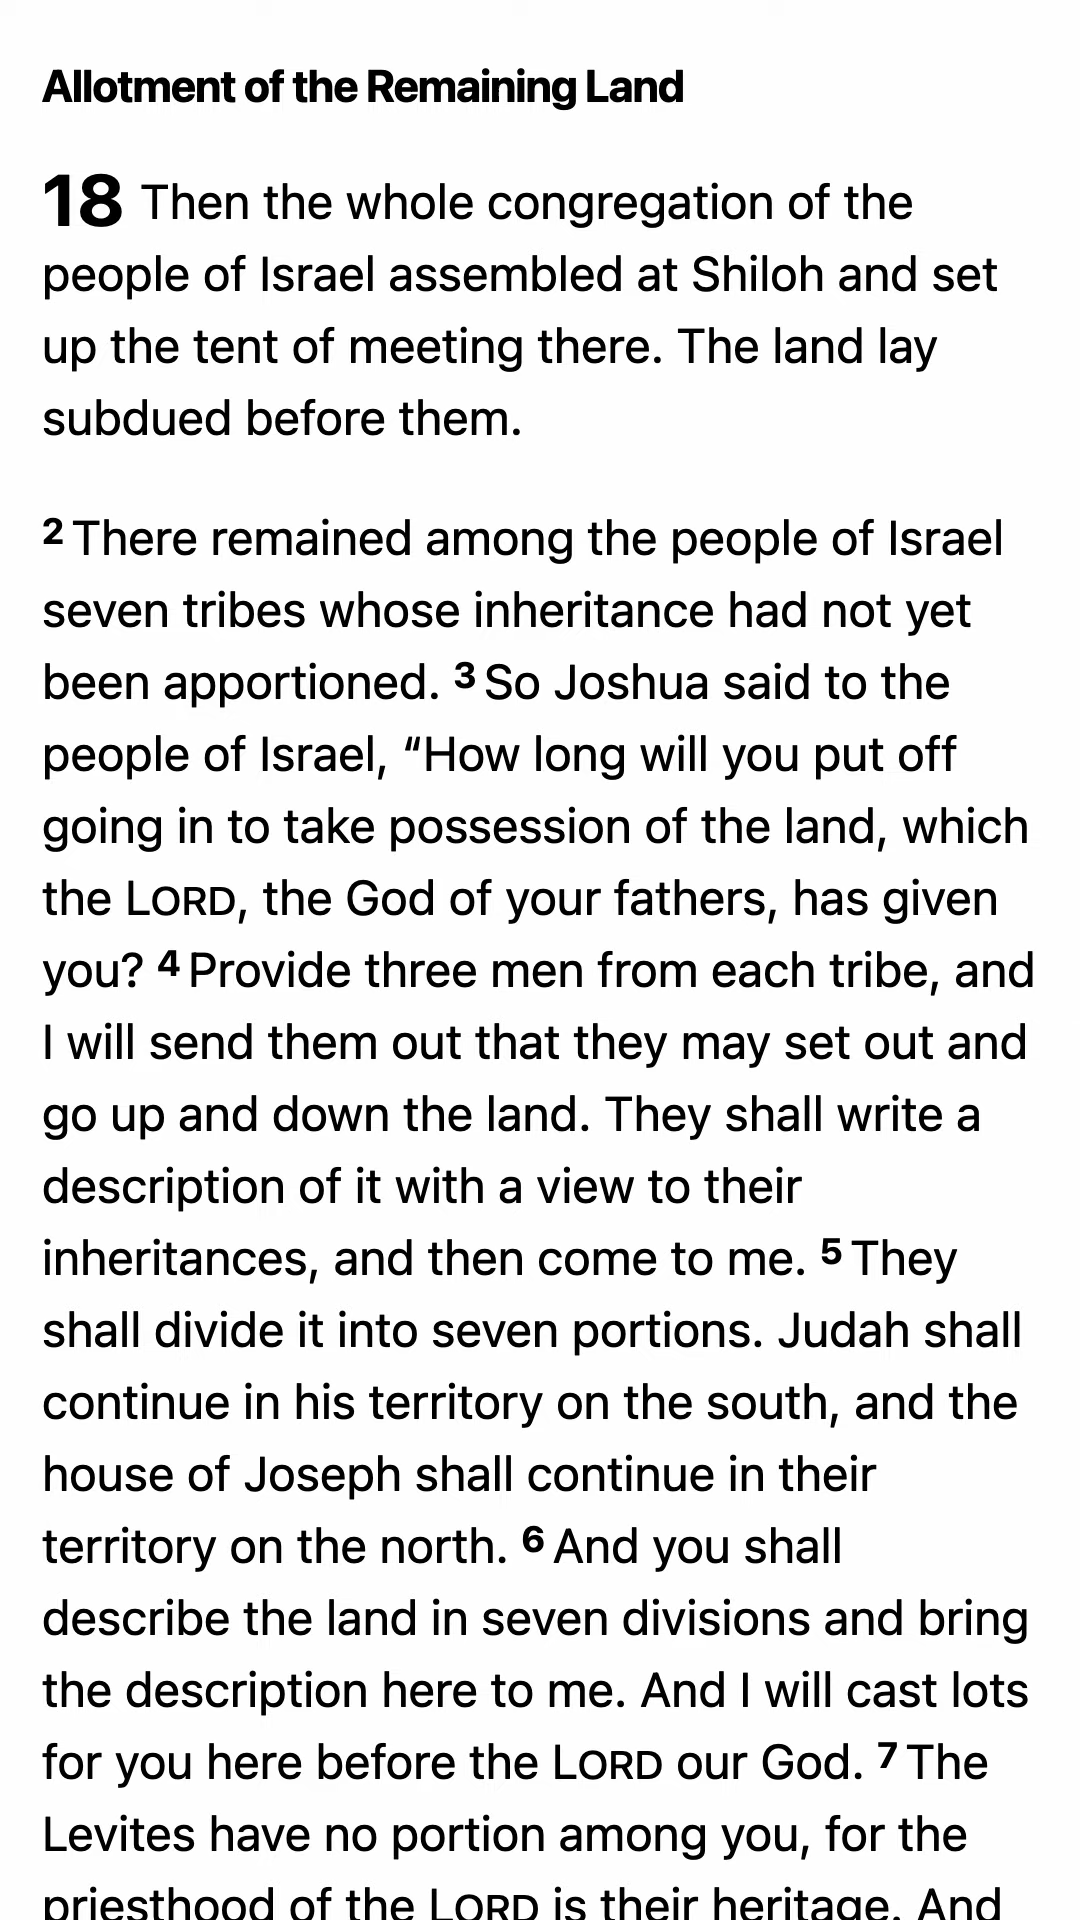 Allotment of the Remaining Land
18 Then the whole congregation of the
people of Israel assembled at Shiloh and set
up the tent of meeting there. The land lay
subdued before them.
2 There remained among the people of Israel
seven tribes whose inheritance had not yet
been apportioned. 3 So Joshua said to the
people of Israel, “How long will you put off
going in to take possession of the land, which
the LORD, the God of your fathers, has given
you? 4 Provide three men from each tribe, and
I will send them out that they may set out and
go up and down the land. They shall write a
description of it with a view to their
inheritances, and then come to me. 5 They
shall divide it into seven portions. Judah shall
continue in his territory on the south, and the
house of Joseph shall continue in their
territory on the north. 6 And you shall
describe the land in seven divisions and bring
the description here to me. And I will cast lots
for you here before the LORD our God. 7 The
Levites have no portion among you, for the
priesthood of the LORD is their heritage. And